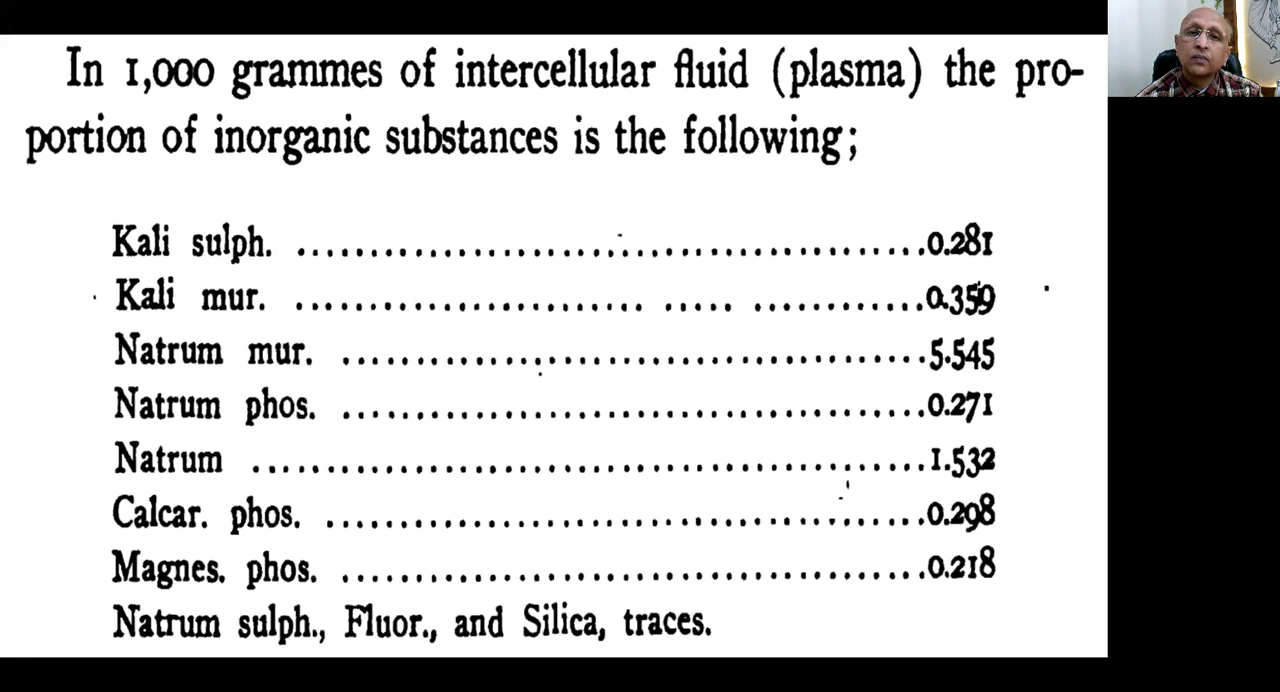 In 1,000 grammes of intercellular fluid (plasma) the pro-
portion of inorganic substances is the following;
Kali sulph. ..........................................0.281
Kali mur. ....................... ..... ............0.359
Natrum mur. .......................................5.545
Natrum phos. .......................................0.271
Natrum .............................................1.532
Calcar. phos. ........................................0.298
Magnes. phos. .......................................0.218
Natrum sulph., Fluor., and Silica, traces.